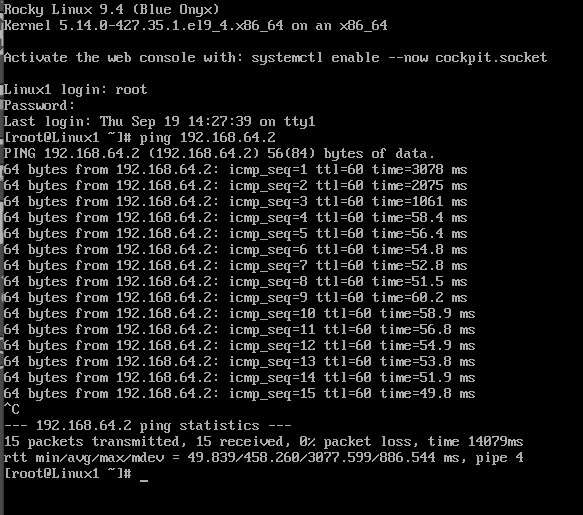 Rocky Linux 9.4 (Blue Onyx)
Kernel 5.14.0-427.35.1.el9_4.x86_64 on an x86_64
Activate the web console with: systemctl enable --now cockpit.socket
Linux1 login: root
Password:
Last login: Thu Sep 19 14:27:39 on tty1
[root@Linux1 ~]# ping 192.168.64.2
PING 192.168.64.2 (192.168.64.2) 56(84) bytes of data.
64 bytes from 192.168.64.2: icmp_seq=1 ttl=60 time=3078 ms
64 bytes from 192.168.64.2: icmp_seq=2 ttl=60 time=2075 ms
64 bytes from 192.168.64.2: icmp_seq=3 ttl=60 time=1061 ms
64 bytes from 192.168.64.2: icmp_seq=4 ttl=60 time=58.4 ms
64 bytes from 192.168.64.2: icmp_seq=5 ttl=60 time=56.4 ms
64 bytes from 192.168.64.2: icmp_seq=6 ttl=60 time=54.8 ms
64 bytes from 192.168.64.2: icmp_seq=7 ttl=60 time=52.8 ms
64 bytes from 192.168.64.2: icmp_seq=8 ttl=60 time=51.5 ms
64 bytes from 192.168.64.2: icmp_seq=9 ttl=60 time=60.2 ms
64 bytes from 192.168.64.2: icmp_seq=10 ttl=60 time=58.9 ms
64 bytes from 192.168.64.2: icmp_seq=11 ttl=60 time=56.8 ms
64 bytes from 192.168.64.2: icmp_seq=12 ttl=60 time=54.9 ms
64 bytes from 192.168.64.2: icmp_seq=13 ttl=60 time=53.8 ms
64 bytes from 192.168.64.2: icmp_seq=14 ttl=60 time=51.9 ms
64 bytes from 192.168.64.2: icmp_seq=15 ttl=60 time=49.8 ms
^C
--- 192.168.64.2 ping statistics ---
15 packets transmitted, 15 received, 0% packet loss, time 14079ms
rtt min/avg/max/mdev = 49.839/458.260/3077.599/886.544 ms, pipe 4
[root@Linux1 ~]# _